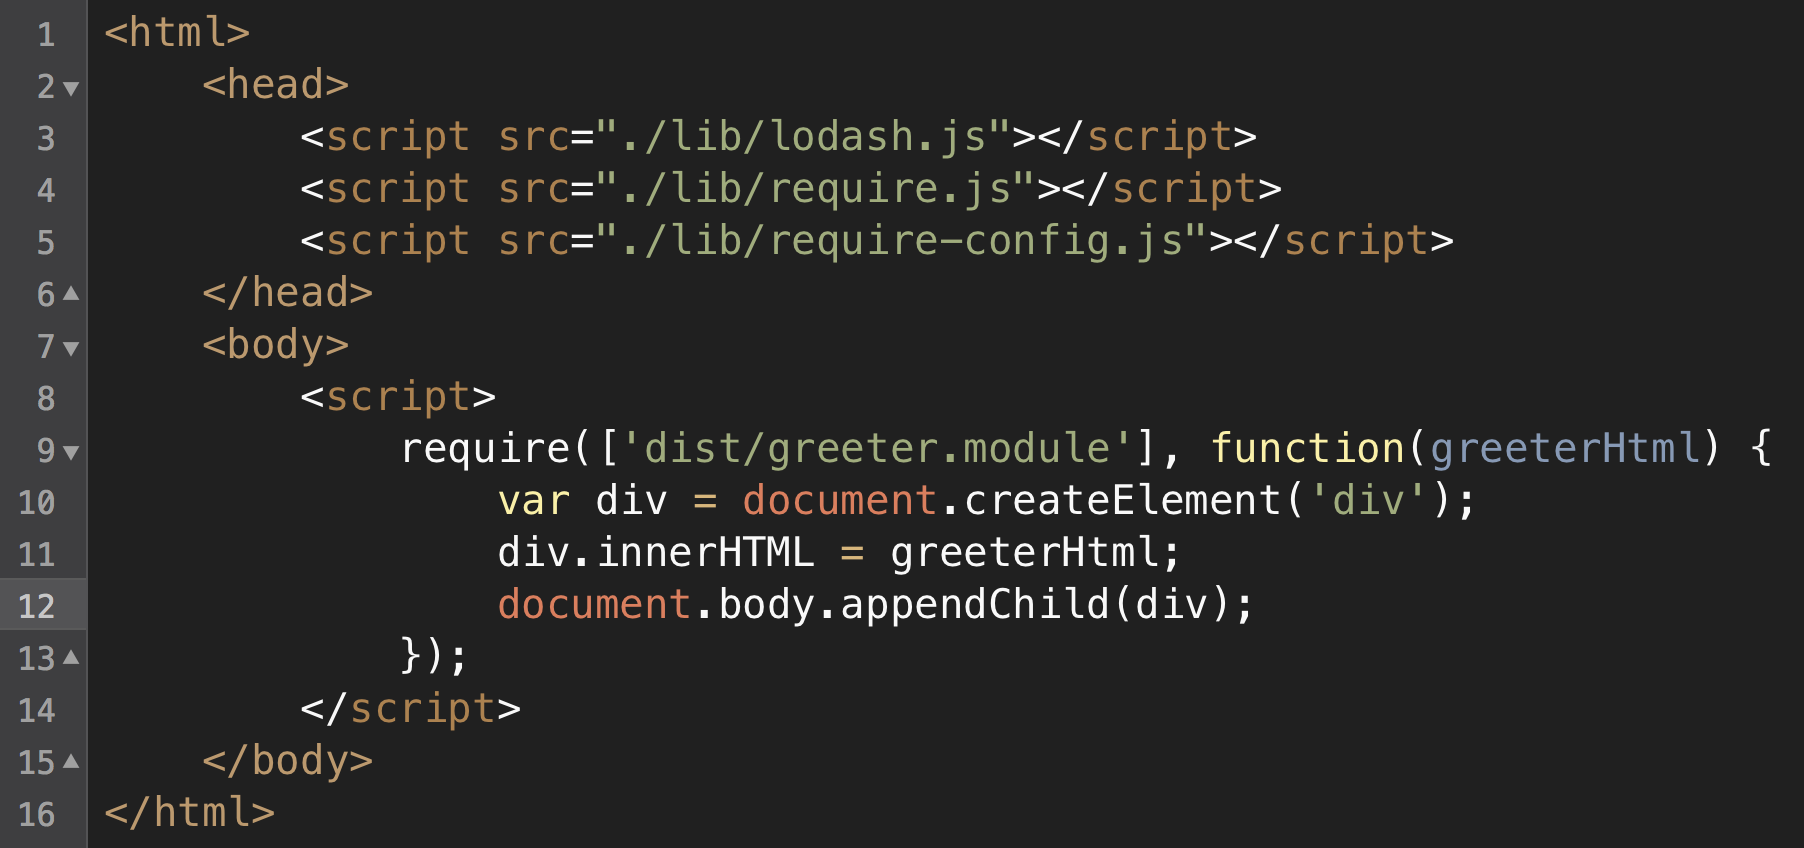 1 <html>
2 <head>
3 <script src="./lib/lodash.js"></script>
4 <script src="./lib/require.js"></script>
5 <script src="./lib/require-config.js"></script>
6 </head>
7 <body>
8 <script>
9 require(['dist/greeter.module'], function(greeterHtml) {
10 var div = document.createElement('div');
11 div.innerHTML = greeterHtml;
12 document.body.appendChild(div);
13 });
14 </script>
15 </body>
16 </html>